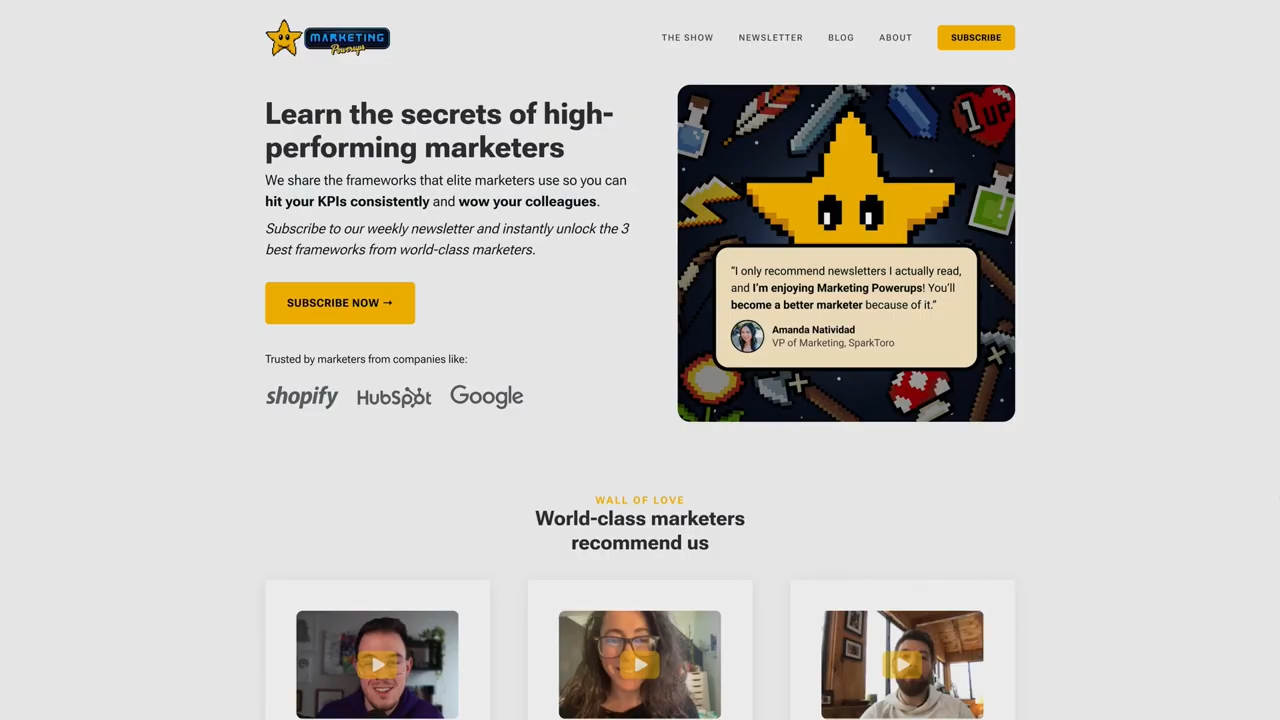 MARKETING
Powerups
THE SHOW
NEWSLETTER
BLOG
ABOUT
SUBSCRIBE
Learn the secrets of high-
performing marketers
We share the frameworks that elite marketers use so you can
hit your KPIs consistently and wow your colleagues.
Subscribe to our weekly newsletter and instantly unlock the 3
best frameworks from world-class marketers.
SUBSCRIBE NOW →
Trusted by marketers from companies like:
shopify
HubSpot
Google
1UP
“I only recommend newsletters I actually read,
and I’m enjoying Marketing Powerups! You’ll
become a better marketer because of it.”
Amanda Natividad
VP of Marketing, SparkToro
WALL OF LOVE
World-class marketers
recommend us